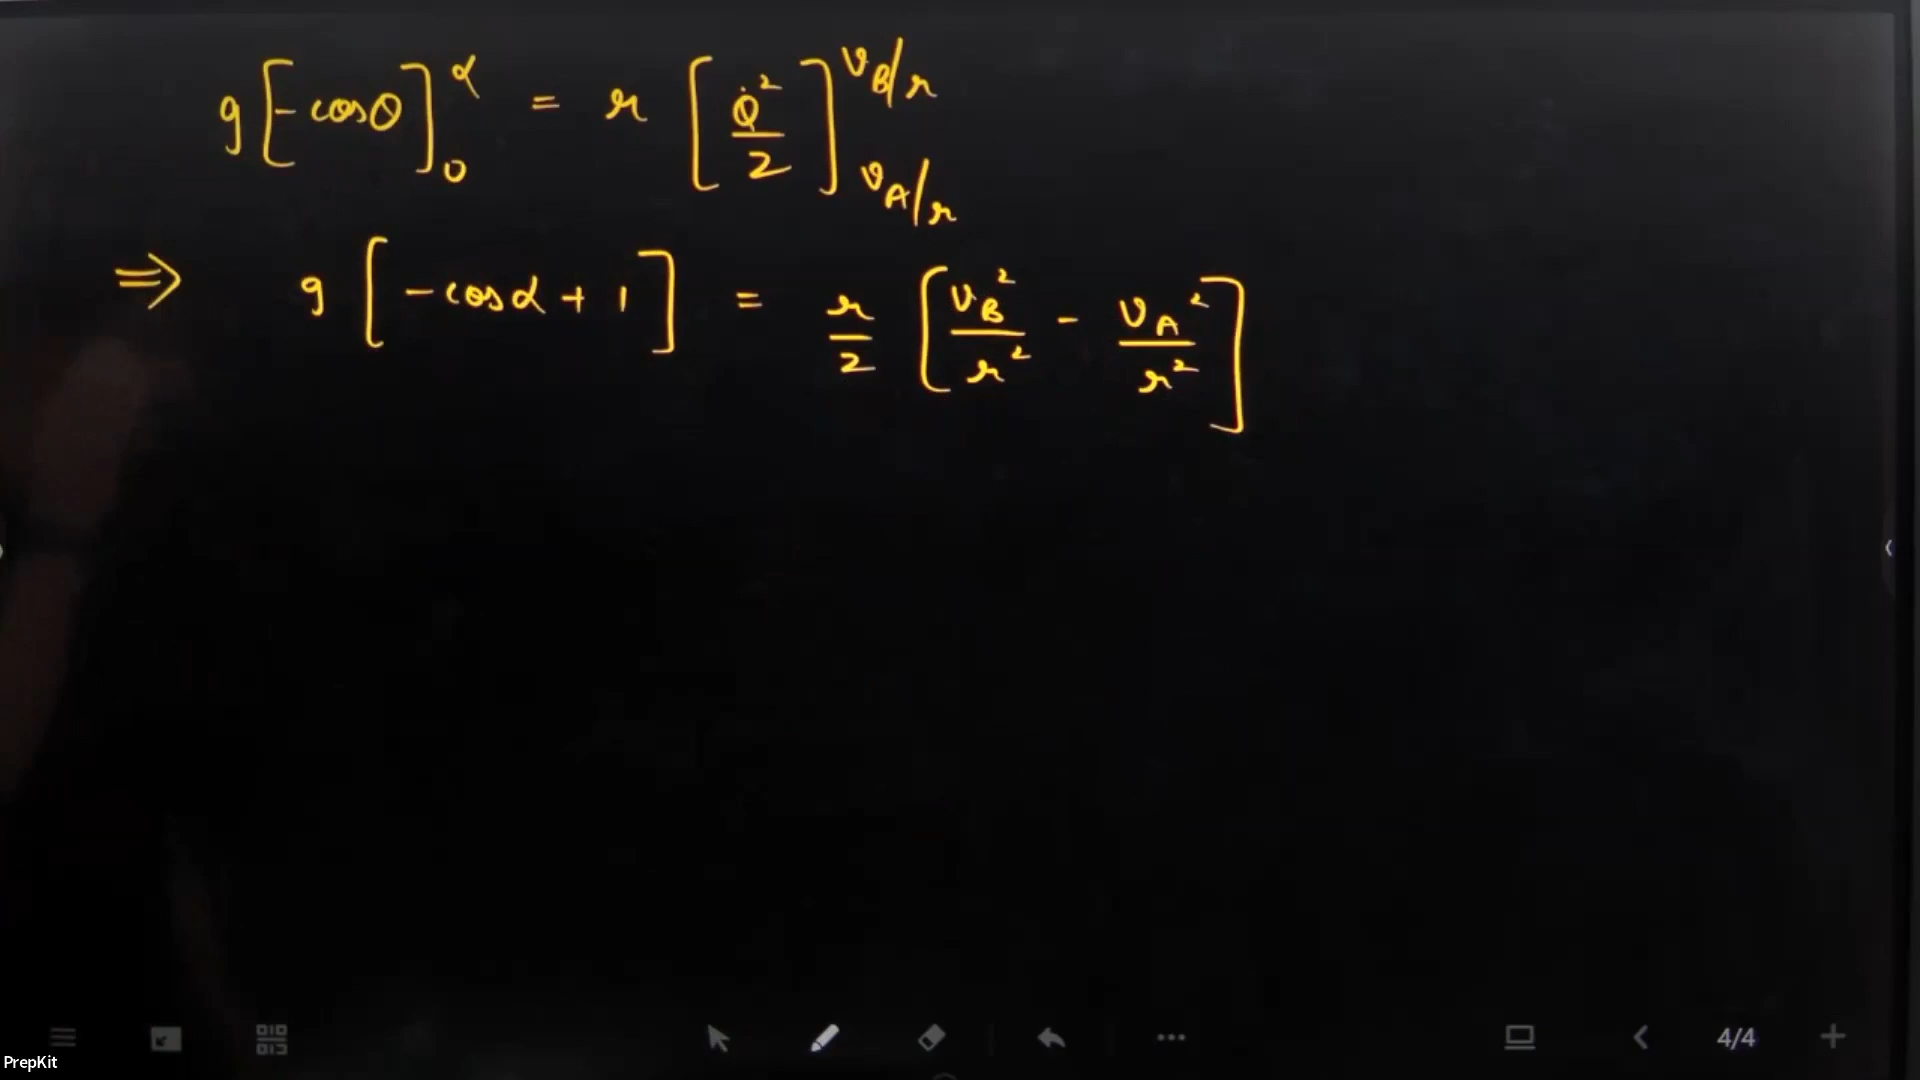 g[-cosθ]₀^α = r [θ̇²/2]_{v_A/r}^{v_B/r}
⇒ g [-cosα + 1] = r/2 [v_B²/r² - v_A²/r²]
4/4
PrepKit